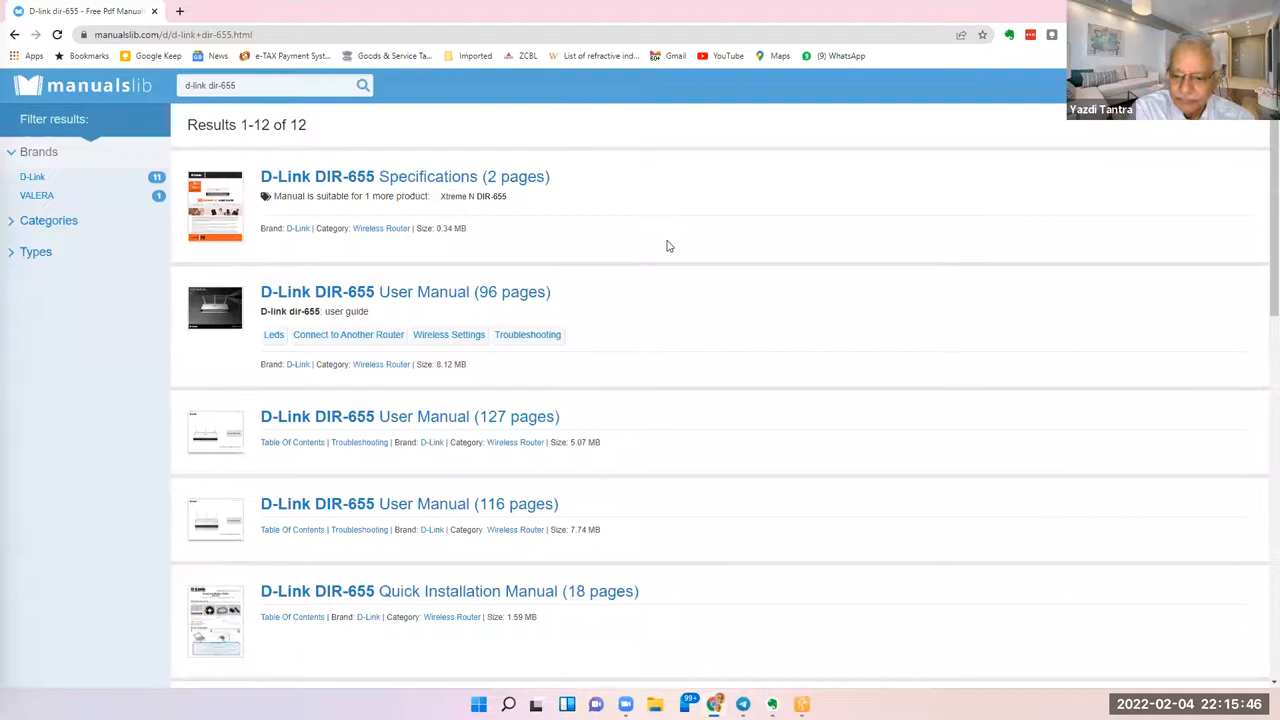 D-Link dir-655 - Free Pdf Manual
manualslib.com/d/d-link+dir-655.html
Apps
Bookmarks
Google Keep
News
e-TAX Payment Syst...
Goods & Service Ta...
Imported
ZCBL
List of refractive ind...
Gmail
YouTube
Maps
(9) WhatsApp
Yazdi Tantra
manualslib
d-link dir-655
Filter results:
Brands
D-Link 11
VALERA 1
Categories
Types
Results 1-12 of 12
D-Link DIR-655 Specifications (2 pages)
Manual is suitable for 1 more product: Xtreme N DIR-655
Brand: D-Link | Category: Wireless Router | Size: 0.34 MB
D-Link DIR-655 User Manual (96 pages)
D-link dir-655: user guide
Leds Connect to Another Router Wireless Settings Troubleshooting
Brand: D-Link | Category: Wireless Router | Size: 8.12 MB
D-Link DIR-655 User Manual (127 pages)
Table Of Contents | Troubleshooting | Brand: D-Link | Category: Wireless Router | Size: 5.07 MB
D-Link DIR-655 User Manual (116 pages)
Table Of Contents | Troubleshooting | Brand: D-Link | Category: Wireless Router | Size: 7.74 MB
D-Link DIR-655 Quick Installation Manual (18 pages)
Table Of Contents | Brand: D-Link | Category: Wireless Router | Size: 1.59 MB
99+
2022-02-04 22:15:46